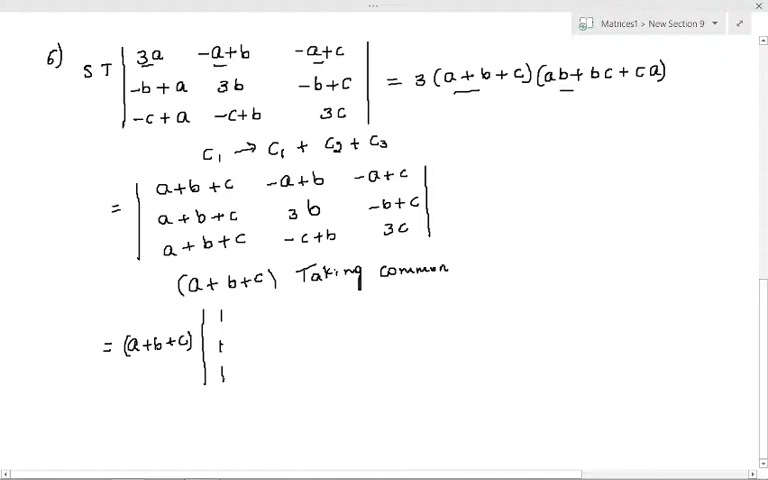 Matrices1 > New Section 9
6) ST | 3a -a+b -a+c |
| -b+a 3b -b+c | = 3(a+b+c)(ab+bc+ca)
| -c+a -c+b 3c |
C₁ → C₁ + C₂ + C₃
| a+b+c -a+b -a+c |
= | a+b+c 3b -b+c |
| a+b+c -c+b 3c |
(a+b+c) Taking common
| 1
= (a+b+c) | 1
| 1